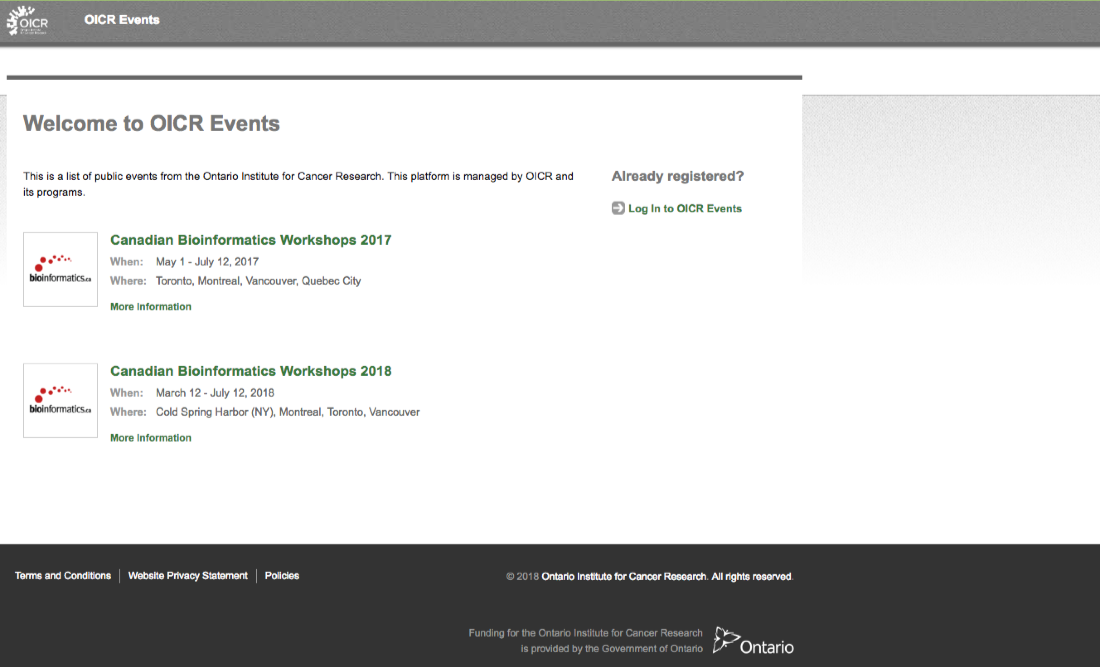 OICR
OICR Events
Welcome to OICR Events
This is a list of public events from the Ontario Institute for Cancer Research. This platform is managed by OICR and
its programs.
Already registered?
Log In to OICR Events
bioinformatics.ca
Canadian Bioinformatics Workshops 2017
When: May 1 - July 12, 2017
Where: Toronto, Montreal, Vancouver, Quebec City
More Information
bioinformatics.ca
Canadian Bioinformatics Workshops 2018
When: March 12 - July 12, 2018
Where: Cold Spring Harbor (NY), Montreal, Toronto, Vancouver
More Information
Terms and Conditions
Website Privacy Statement
Policies
© 2018 Ontario Institute for Cancer Research. All rights reserved.
Funding for the Ontario Institute for Cancer Research
is provided by the Government of Ontario
Ontario